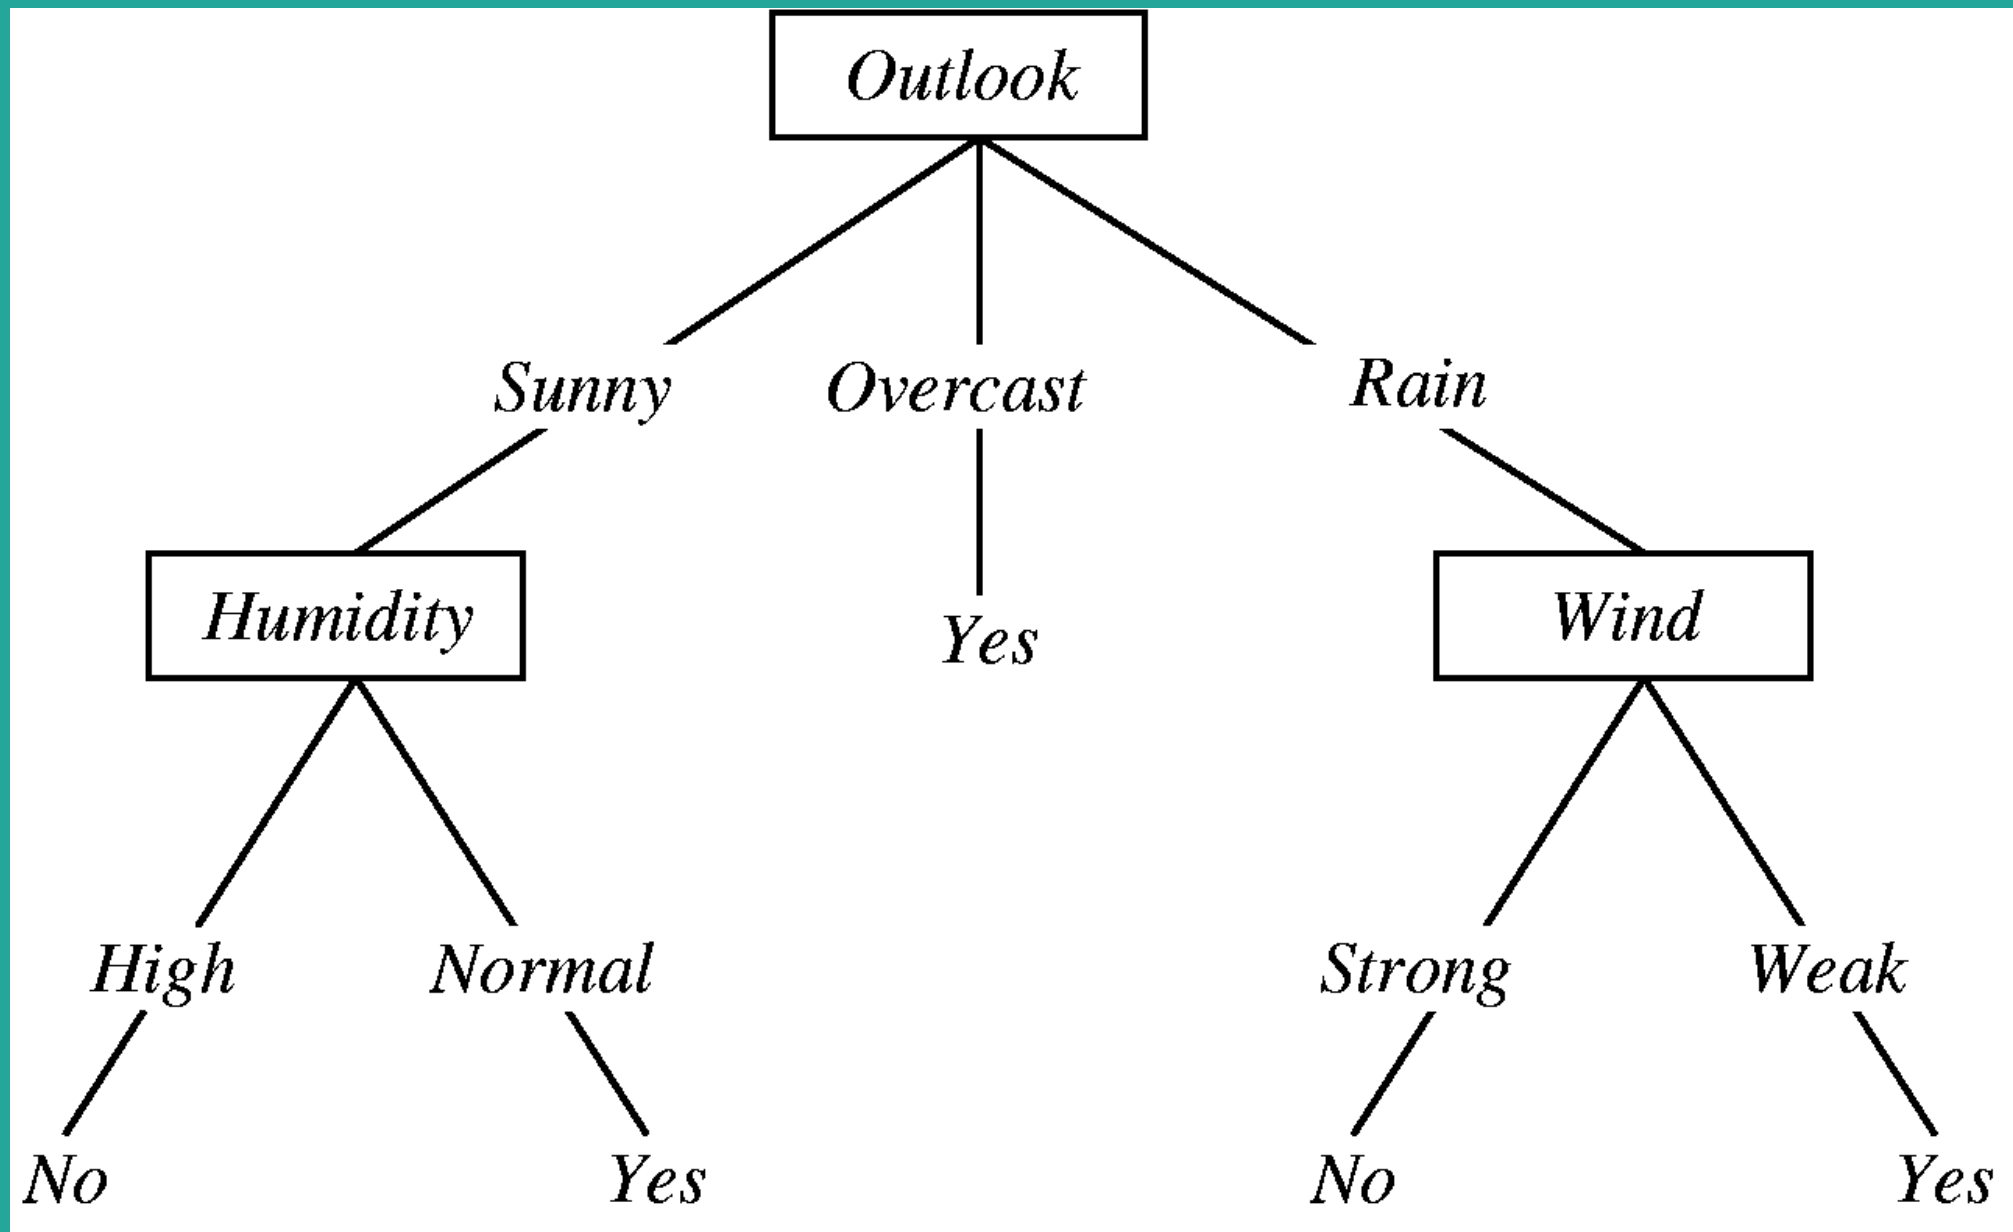 Outlook
Sunny Overcast Rain
Humidity Yes Wind
High Normal Strong Weak
No Yes No Yes